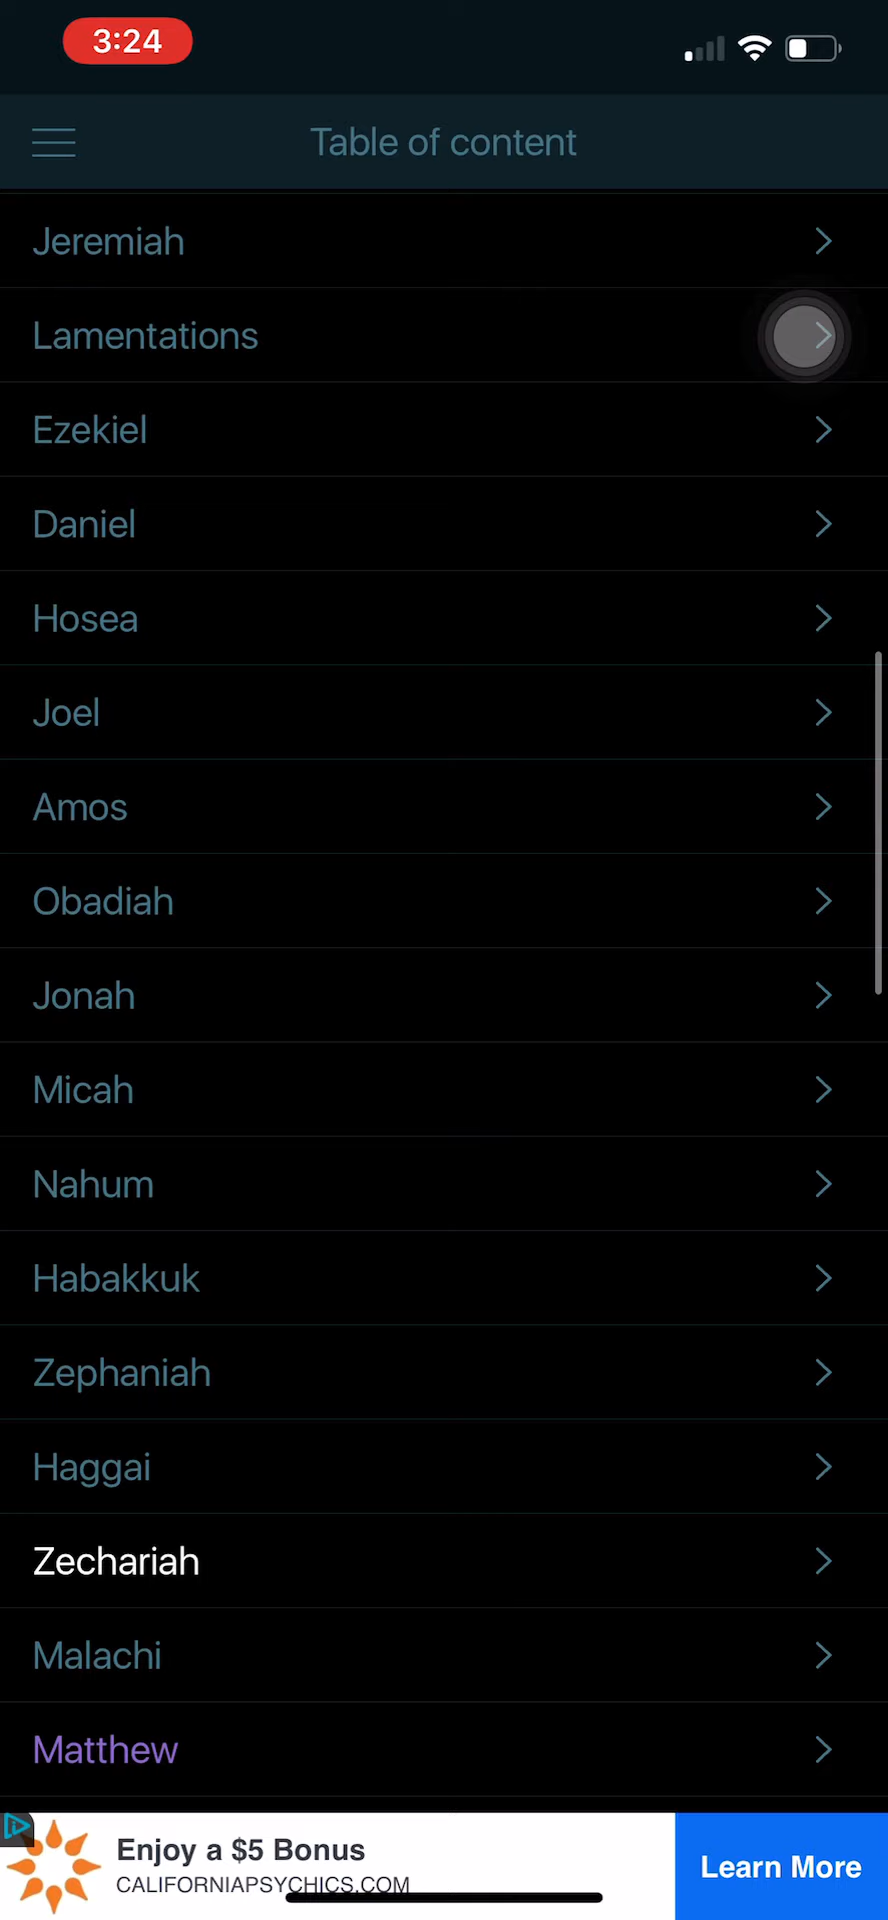 3:24
Table of content
Jeremiah
Lamentations
Ezekiel
Daniel
Hosea
Joel
Amos
Obadiah
Jonah
Micah
Nahum
Habakkuk
Zephaniah
Haggai
Zechariah
Malachi
Matthew
Enjoy a $5 Bonus
CALIFORNIAPSYCHICS.COM
Learn More